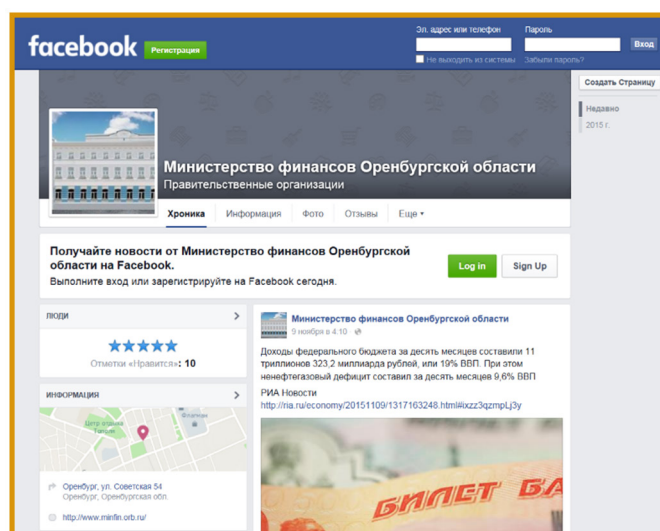 facebook
Регистрация
Эл. адрес или телефон
Пароль
Вход
Не выходить из системы
Забыли пароль?
Создать Страницу
Недавно
2015 г.
Министерство финансов Оренбургской области
Правительственные организации
Хроника Информация Фото Отзывы Еще
Получайте новости от Министерство финансов Оренбургской
области на Facebook.
Выполните вход или зарегистрируйте на Facebook сегодня.
Log in
Sign Up
ЛЮДИ
Отметки «Нравится»: 10
ИНФОРМАЦИЯ
Оренбург, ул. Советская 54
Оренбург, Оренбургская обл.
http://www.minfin.orb.ru/
Министерство финансов Оренбургской области
9 ноября в 4:10
Доходы федерального бюджета за десять месяцев составили 11
триллионов 323,2 миллиарда рублей, или 19% ВВП. При этом
ненефтегазовый дефицит составил за десять месяцев 9,6% ВВП
РИА Новости
http://ria.ru/economy/20151109/1317163248.html#ixzz3qzmpLj3y
БИЛЕТ БА